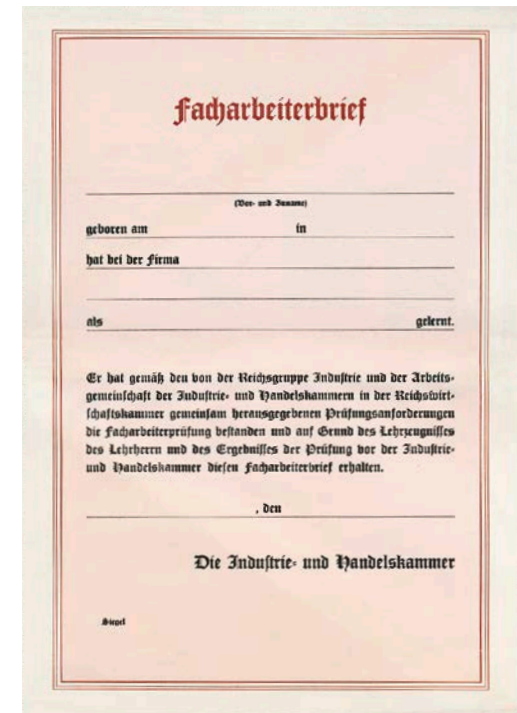 Facharbeiterbrief
(Vor- und Zuname)
geboren am in
hat bei der Firma
als gelernt.
Er hat gemäß den von der Reichsgruppe Industrie und der Arbeits-
gemeinschaft der Industrie- und Handelskammern in der Reichswirt-
schaftskammer gemeinsam herausgegebenen Prüfungsanforderungen
die Facharbeiterprüfung bestanden und auf Grund des Lehrzeugnisses
des Lehrherrn und des Ergebnisses der Prüfung vor der Industrie-
und Handelskammer diesen Facharbeiterbrief erhalten.
, den
Die Industrie- und Handelskammer
Siegel